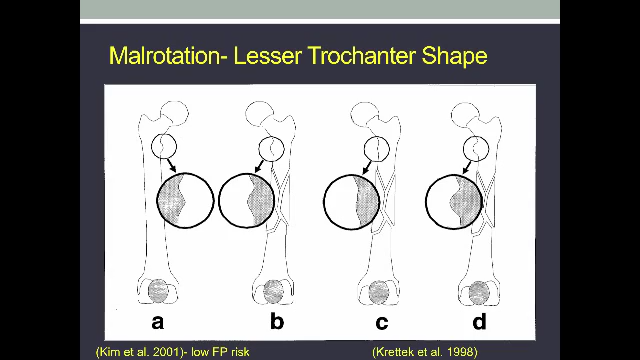 Malrotation- Lesser Trochanter Shape
a b c d
(Kim et al. 2001)- low FP risk (Krettek et al. 1998)